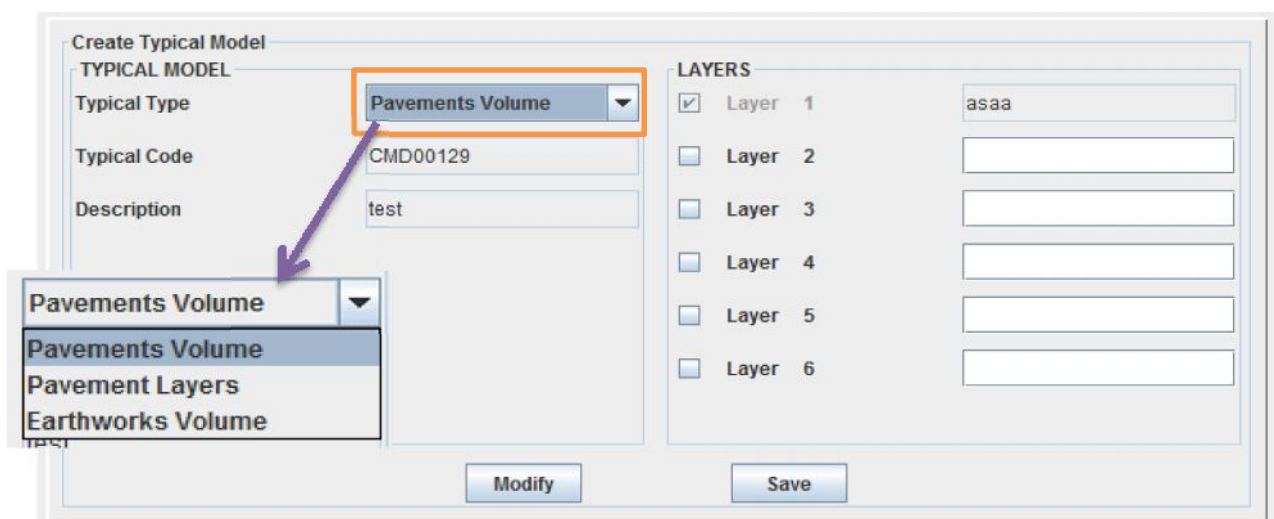 Create Typical Model
TYPICAL MODEL
Typical Type
Pavements Volume
Typical Code
CMD00129
Description
test
LAYERS
Layer 1
asaa
Layer 2
Layer 3
Layer 4
Layer 5
Layer 6
Pavements Volume
Pavements Volume
Pavement Layers
Earthworks Volume
test
Modify
Save